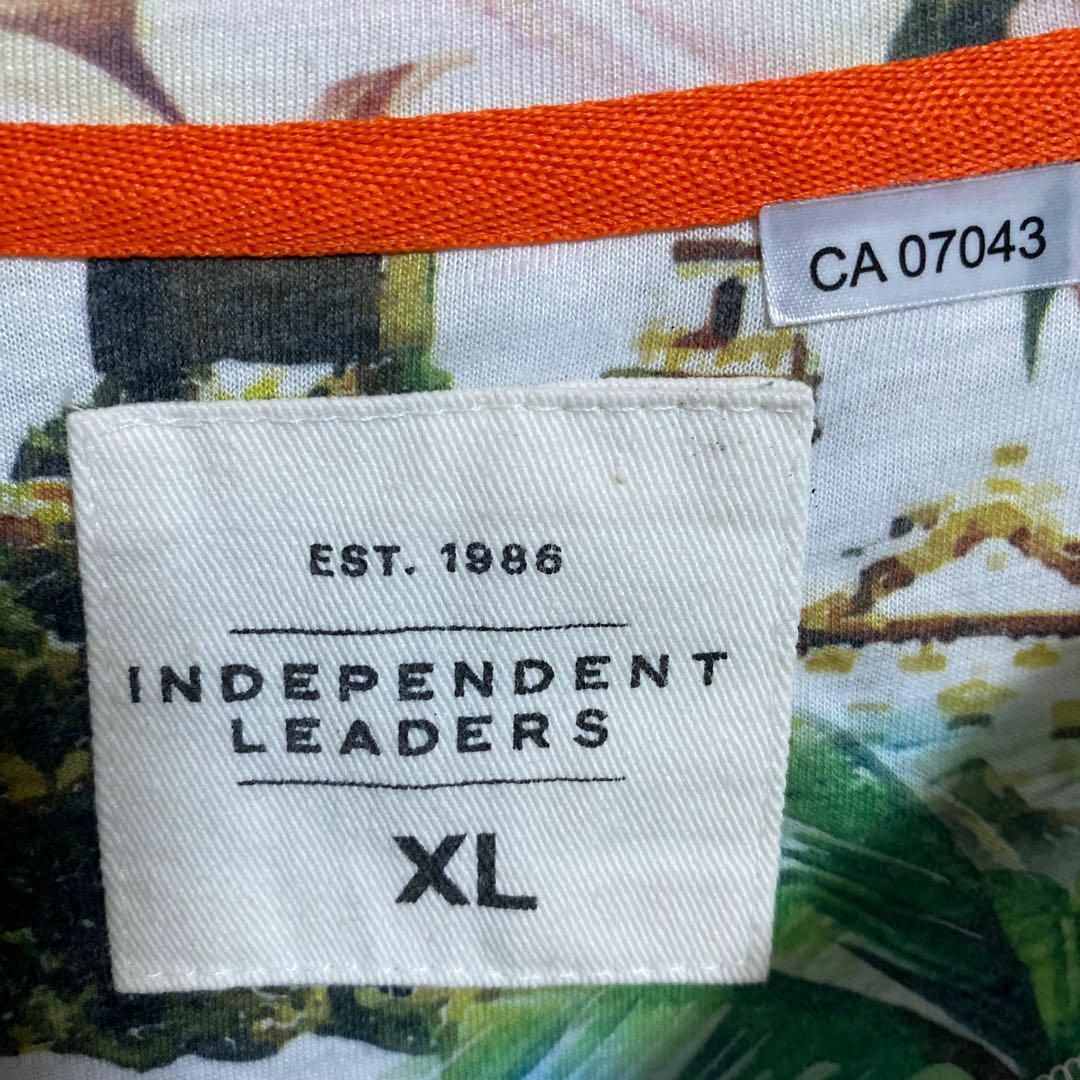 CA 07043
EST. 1986
INDEPENDENT
LEADERS
XL